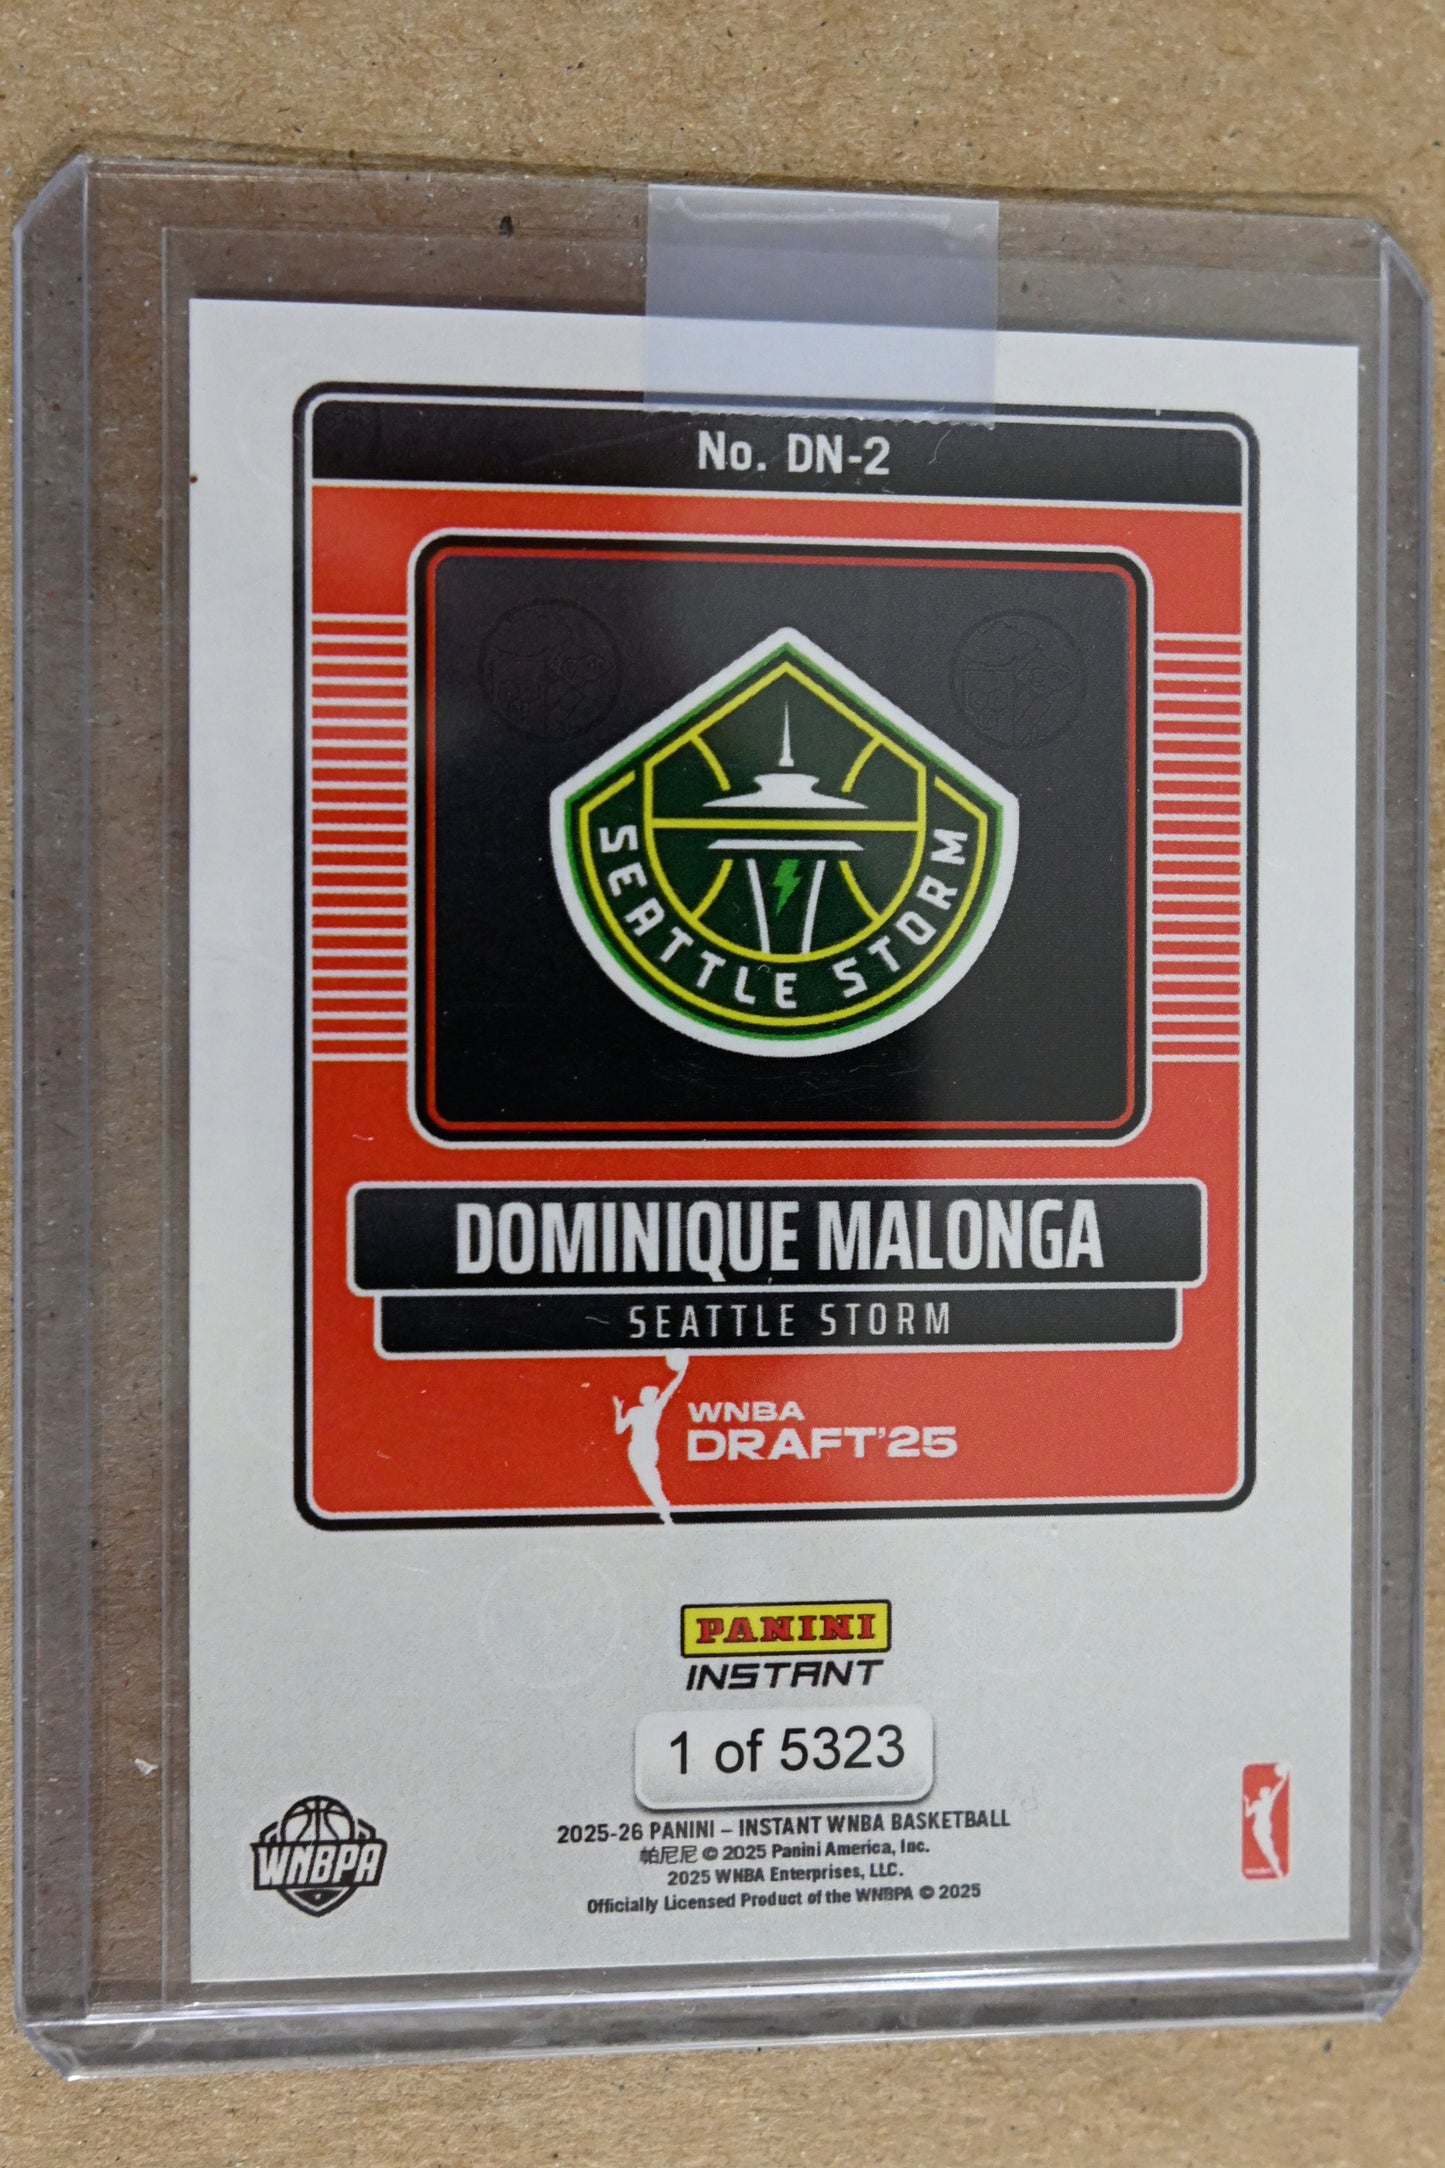 No. DN-2
SEATTLE STORM
DOMINIQUE MALONGA
SEATTLE STORM
WNBA
DRAFT'25
PANINI
INSTANT
1 of 5323
2025-26 PANINI – INSTANT WNBA BASKETBALL
帕尼尼 © 2025 Panini America, Inc.
2025 WNBA Enterprises, LLC.
Officially Licensed Product of the WNBPA © 2025
WNBPA